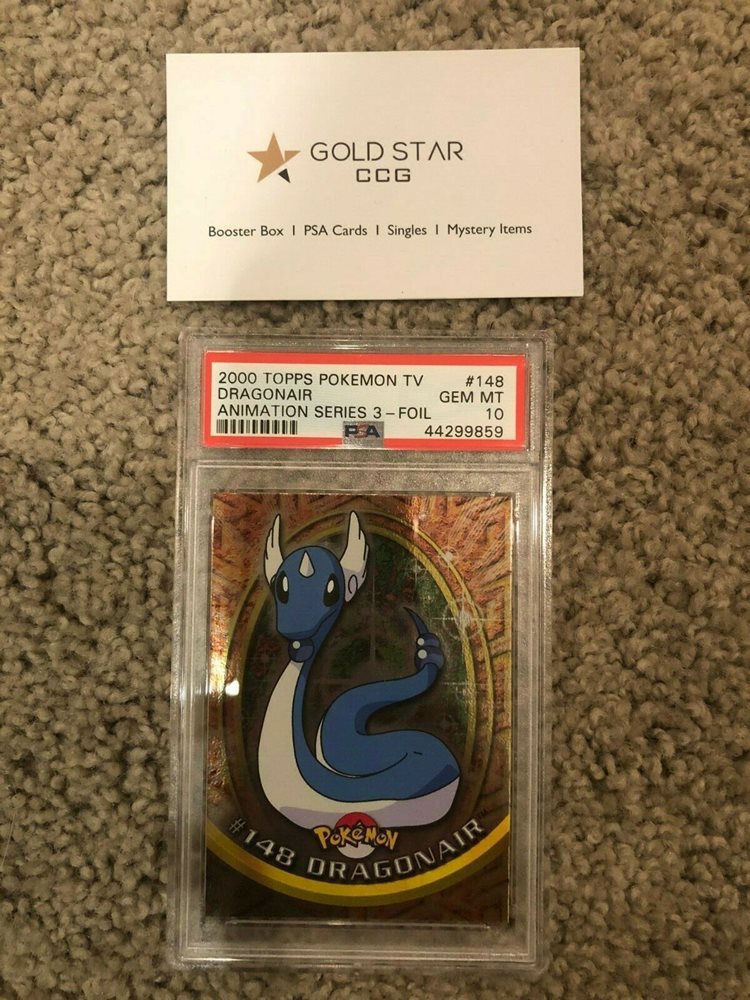 GOLD STAR
CCG
Booster Box | PSA Cards | Singles | Mystery Items
2000 TOPPS POKEMON TV #148
DRAGONAIR GEM MT
ANIMATION SERIES 3 - FOIL 10
PSA 44299859
POKéMON
#148 DRAGONAIR™